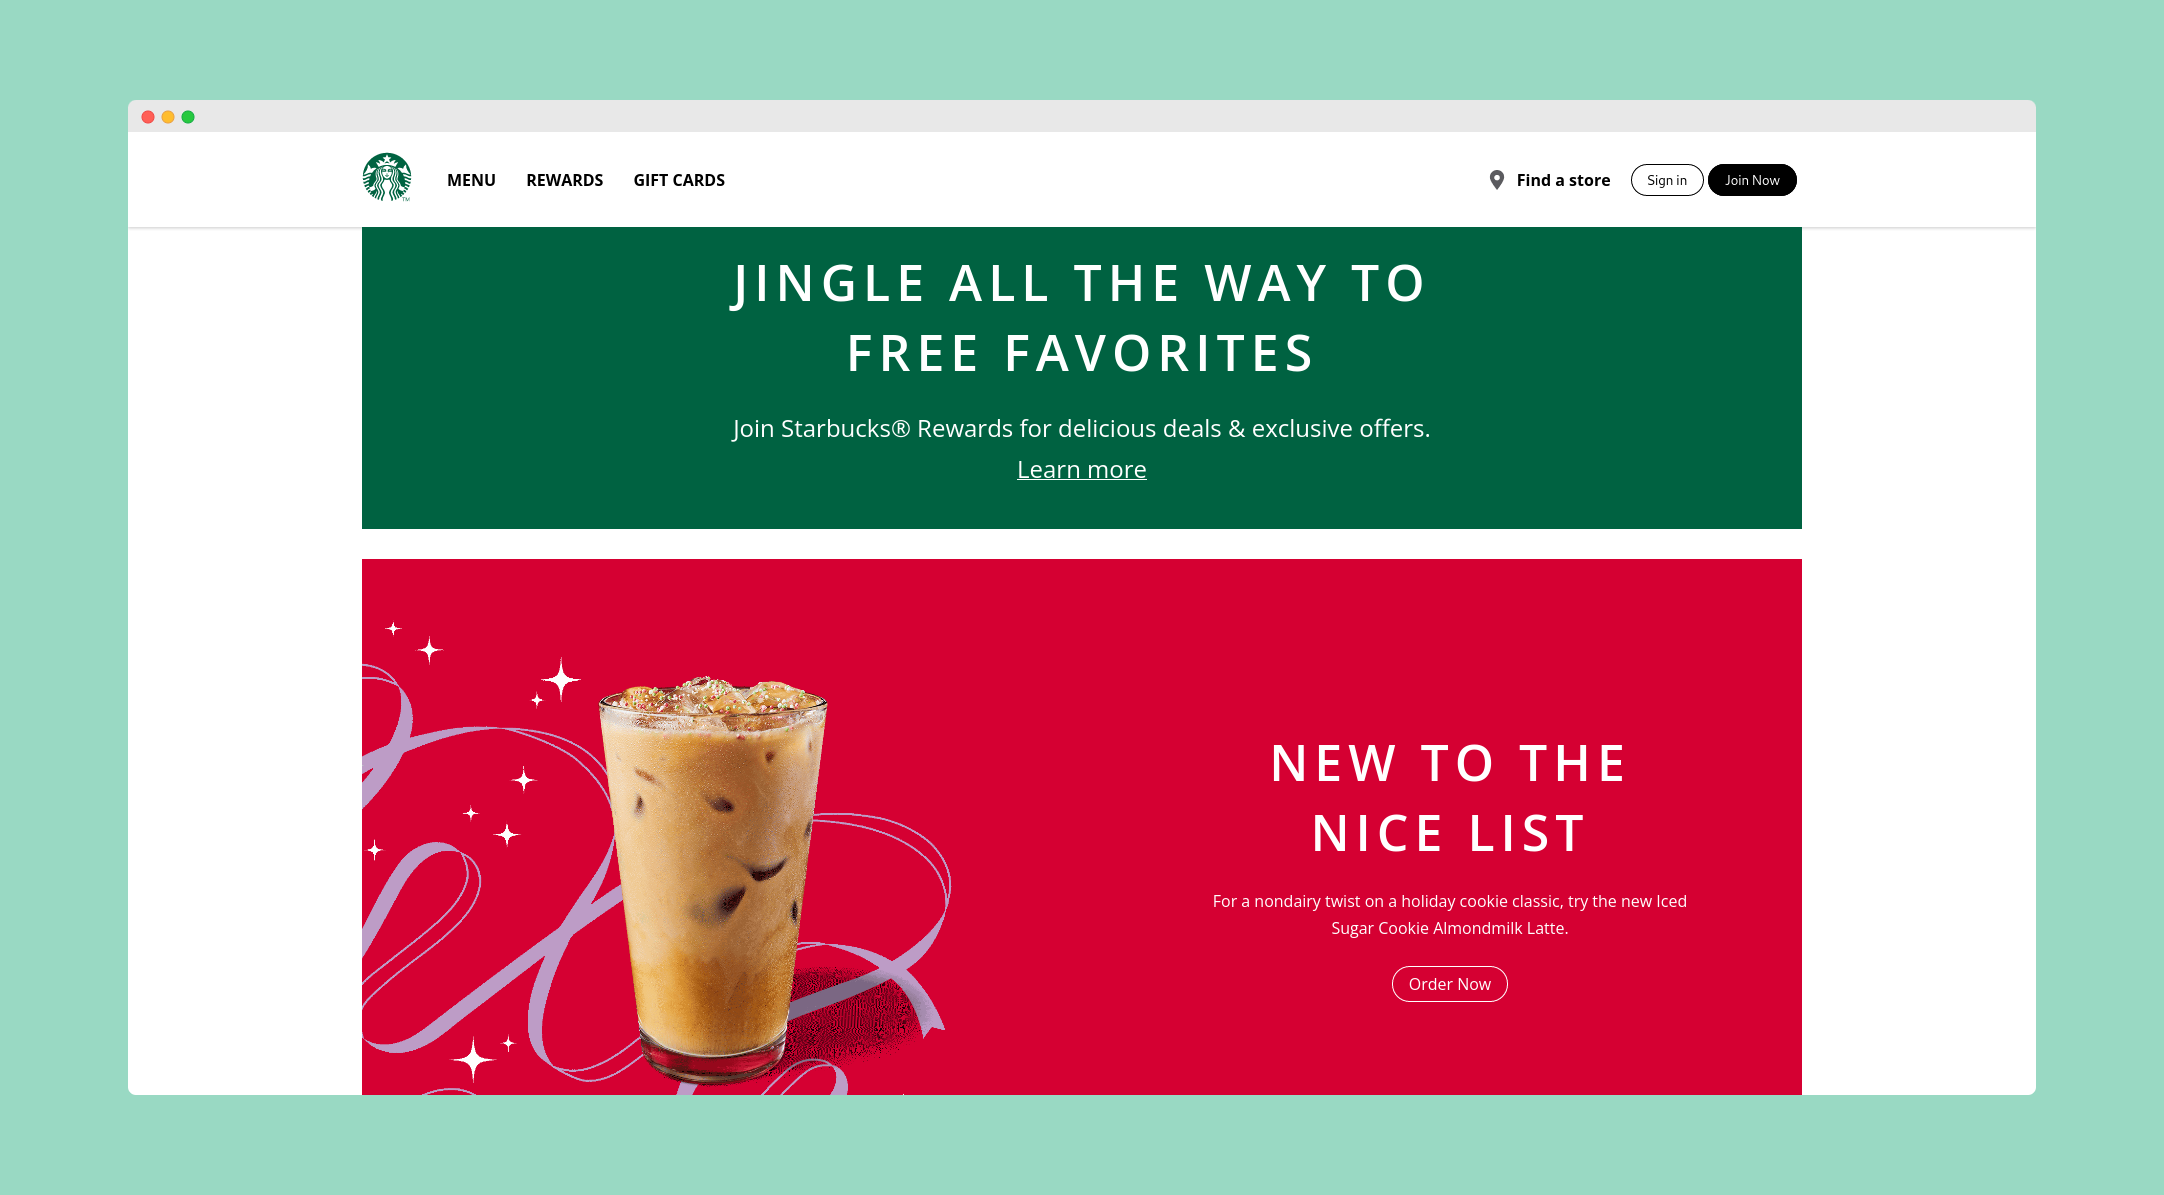 MENU REWARDS GIFT CARDS Find a store Sign in Join Now
TM
JINGLE ALL THE WAY TO
FREE FAVORITES
Join Starbucks® Rewards for delicious deals & exclusive offers.
Learn more
NEW TO THE
NICE LIST
For a nondairy twist on a holiday cookie classic, try the new Iced
Sugar Cookie Almondmilk Latte.
Order Now